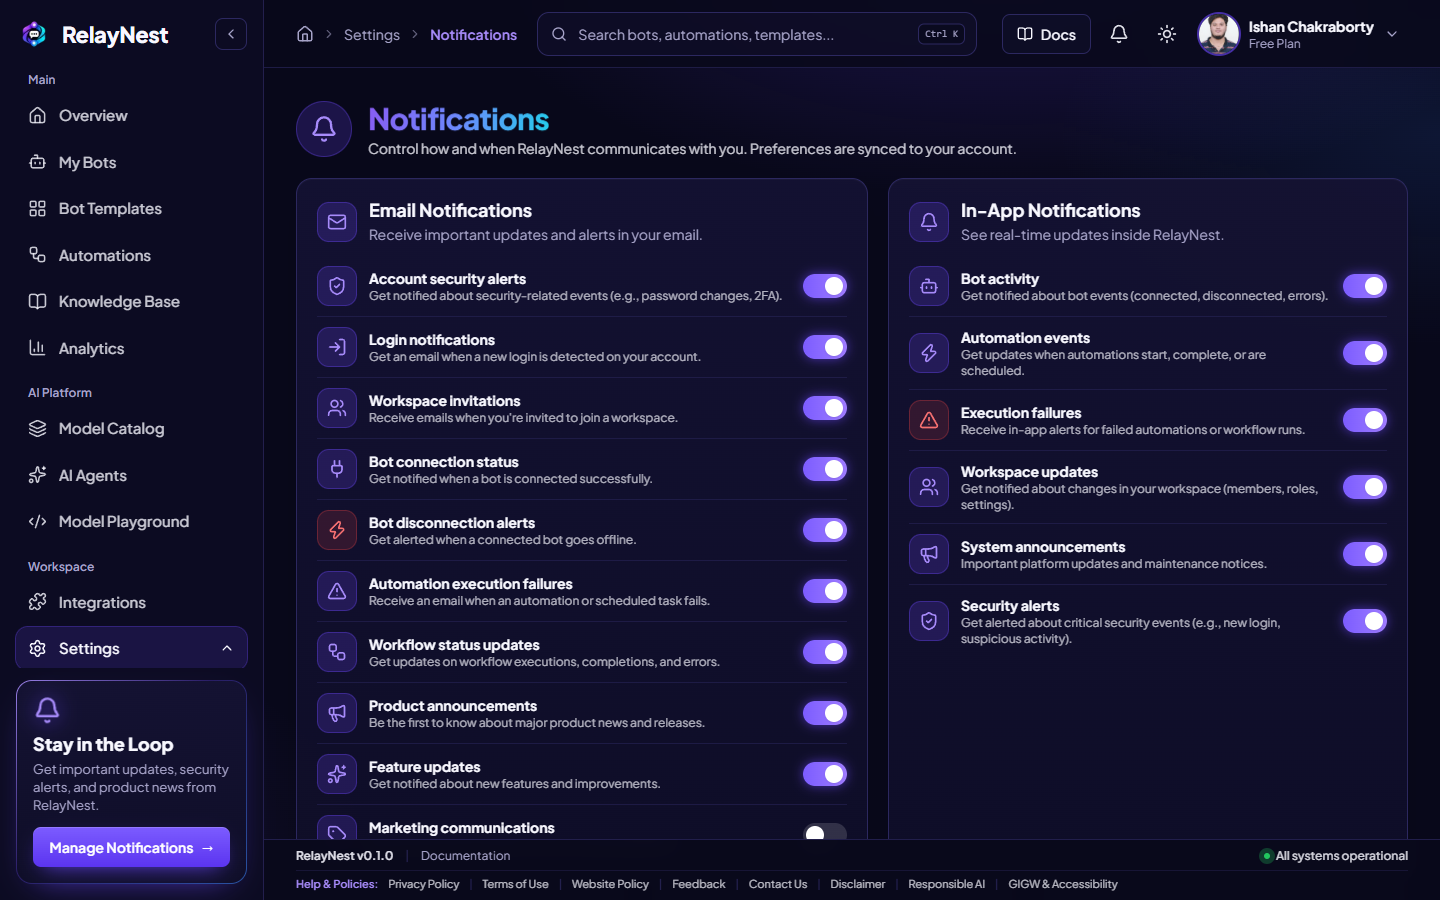 RelayNest
Main
Overview
My Bots
Bot Templates
Automations
Knowledge Base
Analytics
AI Platform
Model Catalog
AI Agents
Model Playground
Workspace
Integrations
Settings
Stay in the Loop
Get important updates, security
alerts, and product news from
RelayNest.
Manage Notifications →
Settings
Notifications
Search bots, automations, templates...
Ctrl K
Docs
Ishan Chakraborty
Free Plan
Notifications
Control how and when RelayNest communicates with you. Preferences are synced to your account.
Email Notifications
Receive important updates and alerts in your email.
Account security alerts
Get notified about security-related events (e.g., password changes, 2FA).
Login notifications
Get an email when a new login is detected on your account.
Workspace invitations
Receive emails when you're invited to join a workspace.
Bot connection status
Get notified when a bot is connected successfully.
Bot disconnection alerts
Get alerted when a connected bot goes offline.
Automation execution failures
Receive an email when an automation or scheduled task fails.
Workflow status updates
Get updates on workflow executions, completions, and errors.
Product announcements
Be the first to know about major product news and releases.
Feature updates
Get notified about new features and improvements.
Marketing communications
In-App Notifications
See real-time updates inside RelayNest.
Bot activity
Get notified about bot events (connected, disconnected, errors).
Automation events
Get updates when automations start, complete, or are
scheduled.
Execution failures
Receive in-app alerts for failed automations or workflow runs.
Workspace updates
Get notified about changes in your workspace (members, roles,
settings).
System announcements
Important platform updates and maintenance notices.
Security alerts
Get alerted about critical security events (e.g., new login,
suspicious activity).
RelayNest v0.1.0
Documentation
All systems operational
Help & Policies:
Privacy Policy
Terms of Use
Website Policy
Feedback
Contact Us
Disclaimer
Responsible AI
GIGW & Accessibility